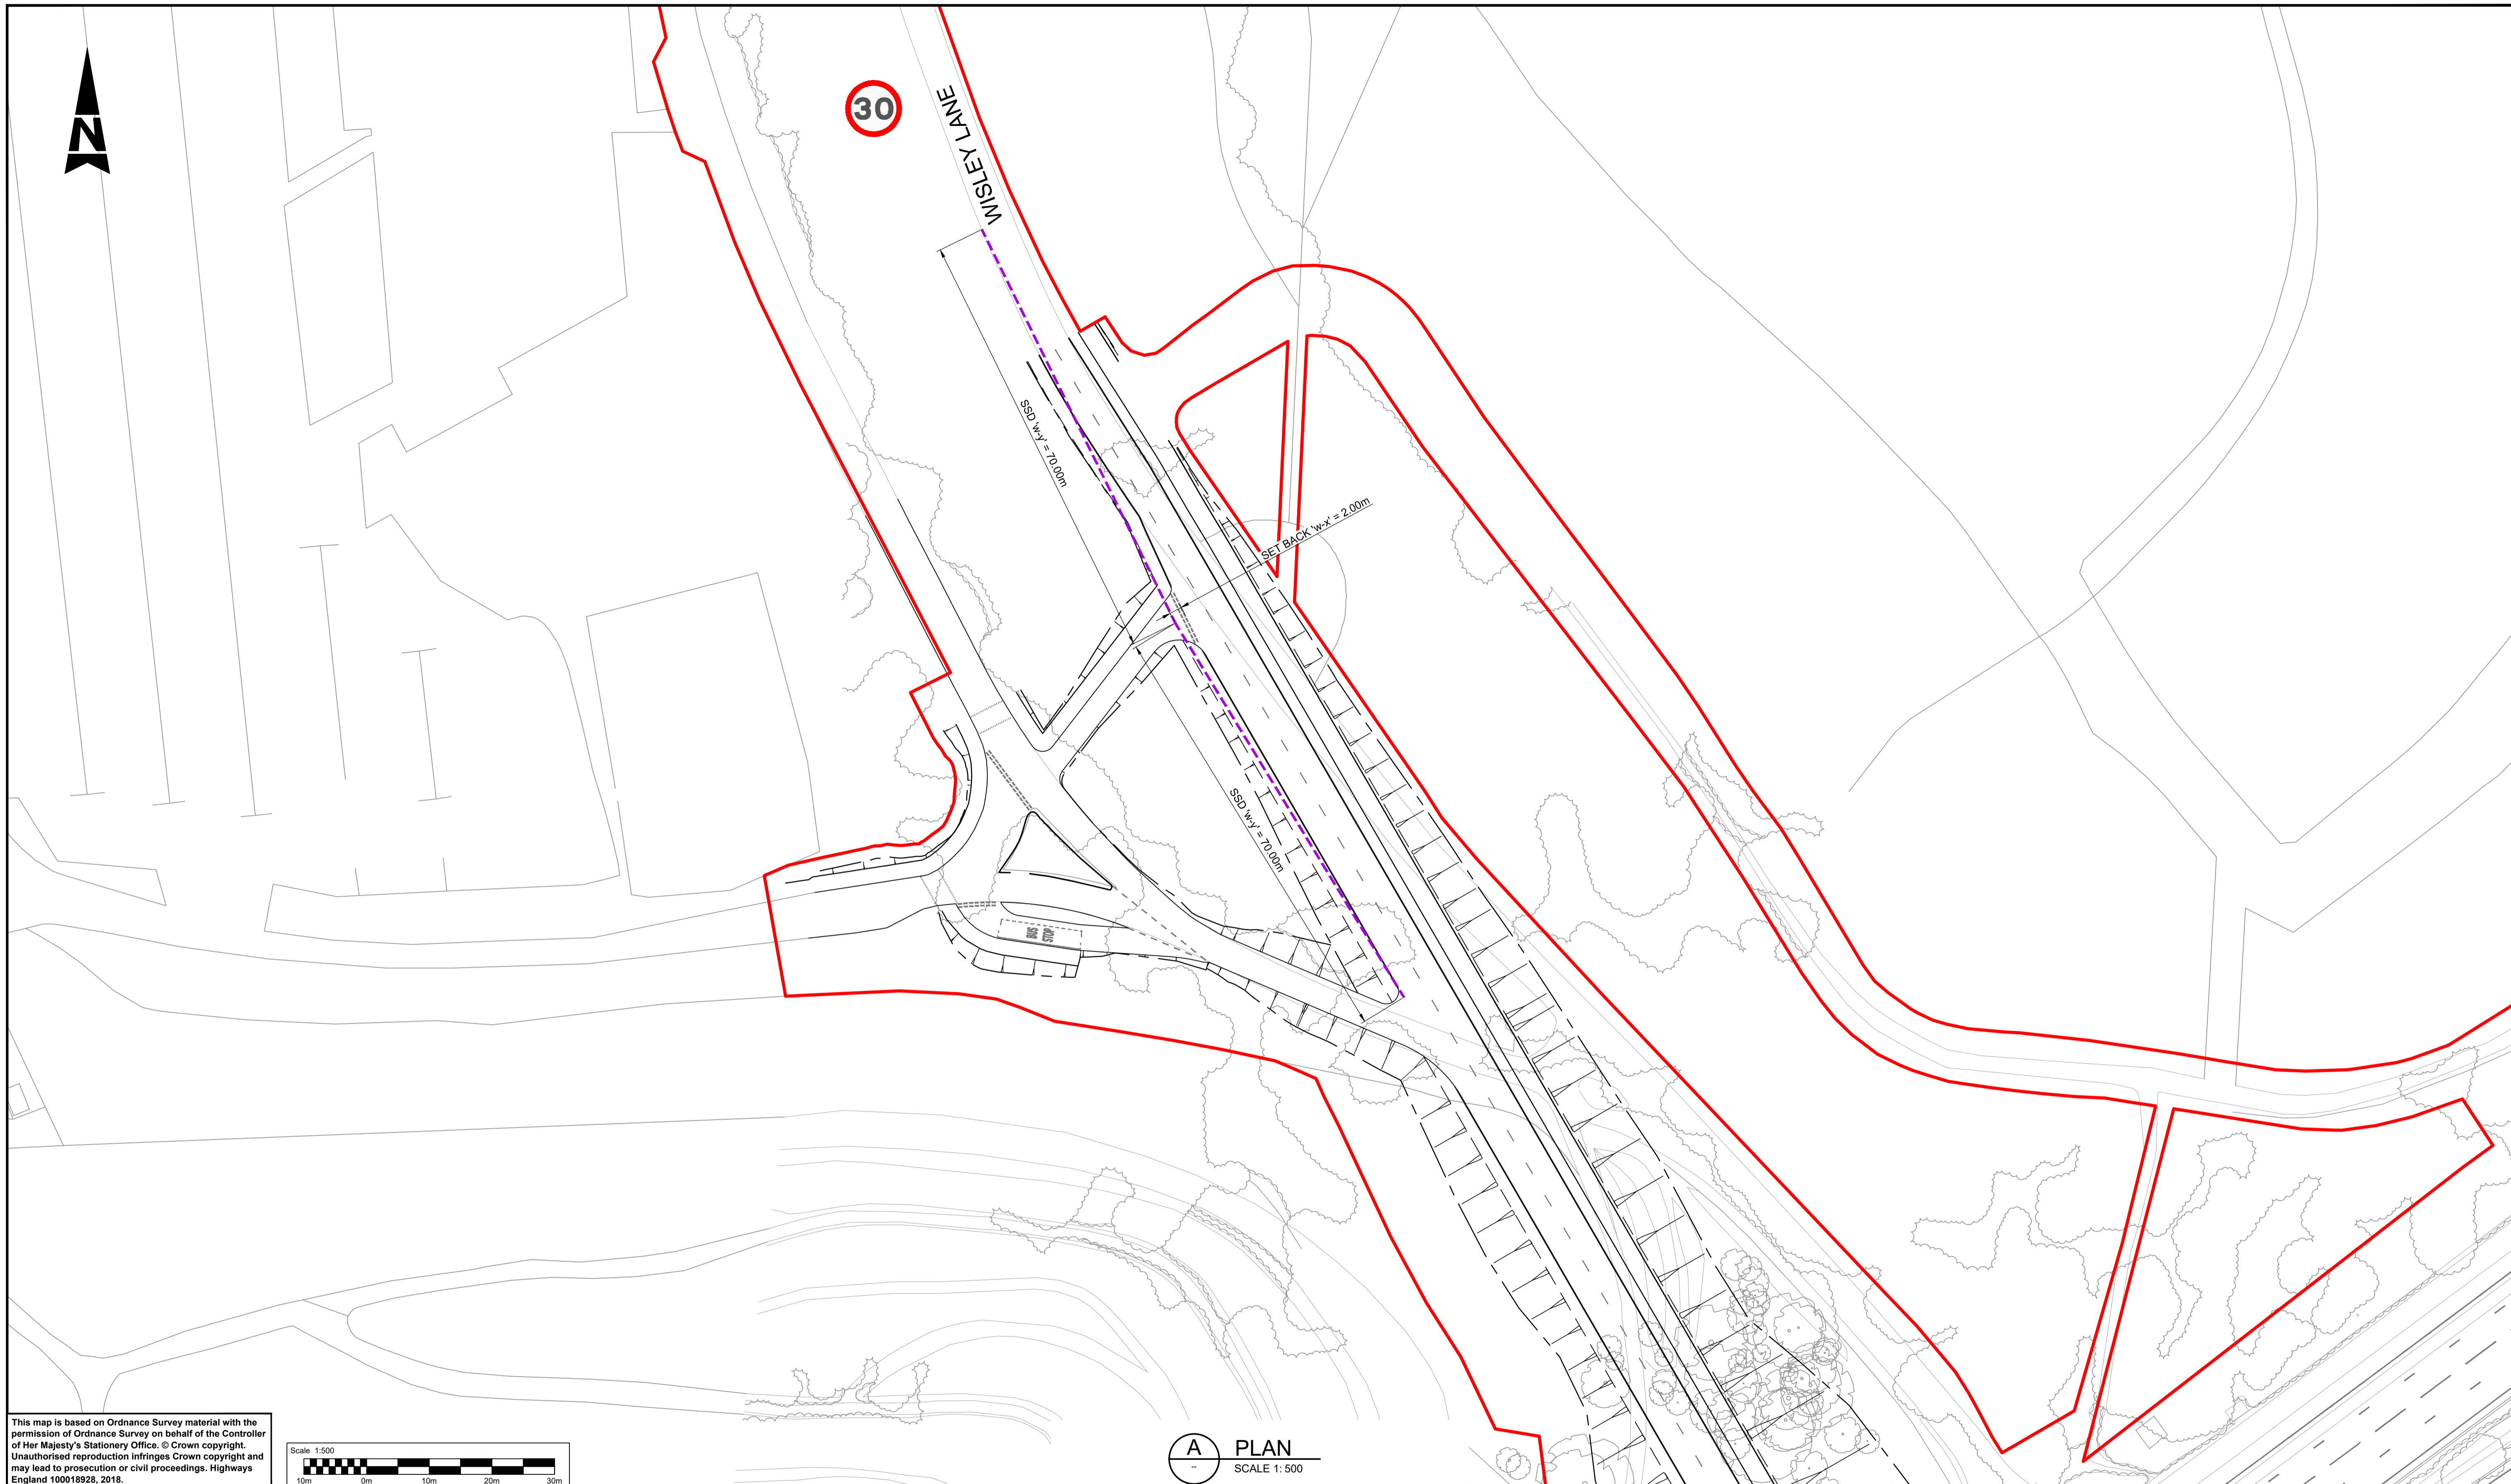 N
30
WISLEY LANE
SSD 'w-y' = 70.00m
SET BACK 'w-x' = 2.00m
SSD 'w-y' = 70.00m
BUS
STOP
This map is based on Ordnance Survey material with the
permission of Ordnance Survey on behalf of the Controller
of Her Majesty's Stationery Office. © Crown copyright.
Unauthorised reproduction infringes Crown copyright and
may lead to prosecution or civil proceedings. Highways
England 100018928, 2018.
Scale 1:500
10m 0m 10m 20m 30m
A
--
PLAN
SCALE 1: 500